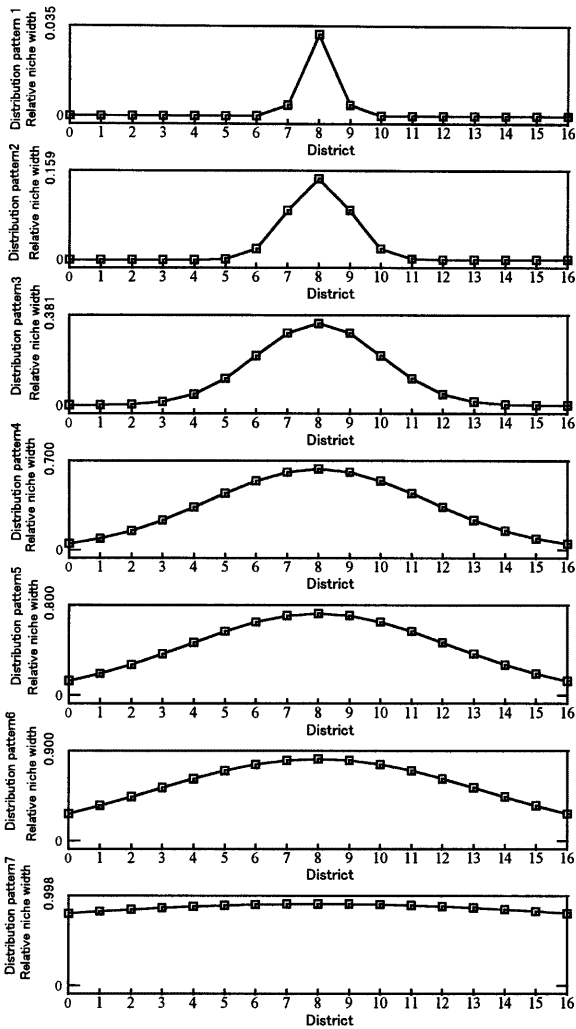 Distribution pattern 1
Relative niche width
0.035
0
0 1 2 3 4 5 6 7 8 9 10 11 12 13 14 15 16
District
Distribution pattern2
Relative niche width
0.159
0
0 1 2 3 4 5 6 7 8 9 10 11 12 13 14 15 16
District
Distribution pattern3
Relative niche width
0.381
0
0 1 2 3 4 5 6 7 8 9 10 11 12 13 14 15 16
District
Distribution pattern4
Relative niche width
0.700
0
0 1 2 3 4 5 6 7 8 9 10 11 12 13 14 15 16
District
Distribution pattern5
Relative niche width
0.800
0
0 1 2 3 4 5 6 7 8 9 10 11 12 13 14 15 16
District
Distribution pattern6
Relative niche width
0.900
0
0 1 2 3 4 5 6 7 8 9 10 11 12 13 14 15 16
District
Distribution pattern7
Relative niche width
0.998
0
0 1 2 3 4 5 6 7 8 9 10 11 12 13 14 15 16
District